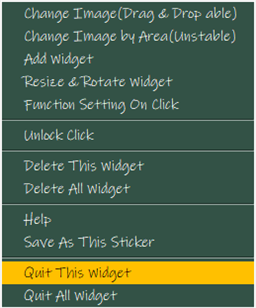 Change Image(Drag & Drop able)
Change Image by Area(Unstable)
Add Widget
Resize & Rotate Widget
Function Setting On Click
Unlock Click
Delete This Widget
Delete All Widget
Help
Save As This Sticker
Quit This Widget
Quit All Widget